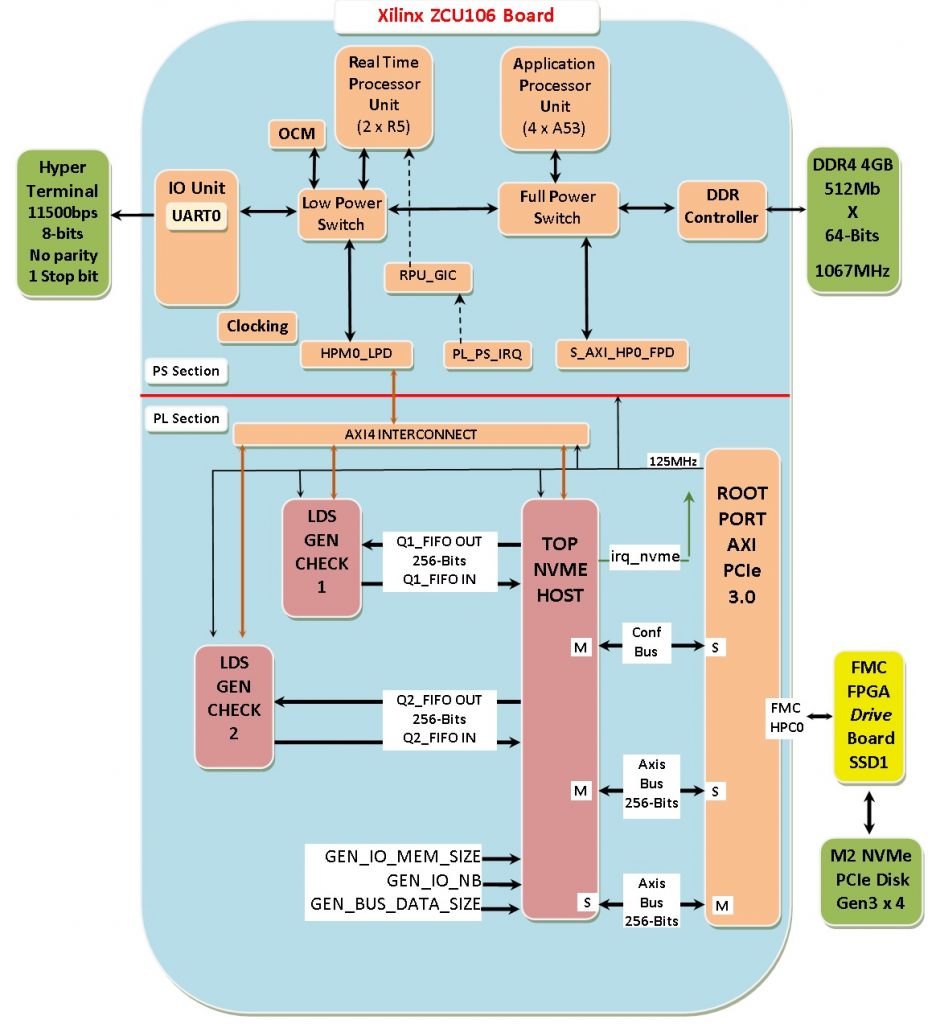 Xilinx ZCU106 Board
Real Time
Processor
Unit
(2 x R5)
Application
Processor
Unit
(4 x A53)
OCM
Hyper
Terminal
11500bps
8-bits
No parity
1 Stop bit
IO Unit
UART0
Low Power
Switch
Full Power
Switch
DDR
Controller
DDR4 4GB
512Mb
X
64-Bits
1067MHz
RPU_GIC
Clocking
HPM0_LPD
PL_PS_IRQ
S_AXI_HP0_FPD
PS Section
PL Section
AXI4 INTERCONNECT
125MHz
LDS
GEN
CHECK
1
Q1_FIFO OUT
256-Bits
Q1_FIFO IN
TOP
NVME
HOST
irq_nvme
ROOT
PORT
AXI
PCIe
3.0
M
Conf
Bus
S
LDS
GEN
CHECK
2
Q2_FIFO OUT
256-Bits
Q2_FIFO IN
FMC
HPC0
FMC
FPGA
Drive
Board
SSD1
M
Axis
Bus
256-Bits
S
GEN_IO_MEM_SIZE
GEN_IO_NB
GEN_BUS_DATA_SIZE
S
Axis
Bus
256-Bits
M
M2 NVMe
PCIe Disk
Gen3 x 4